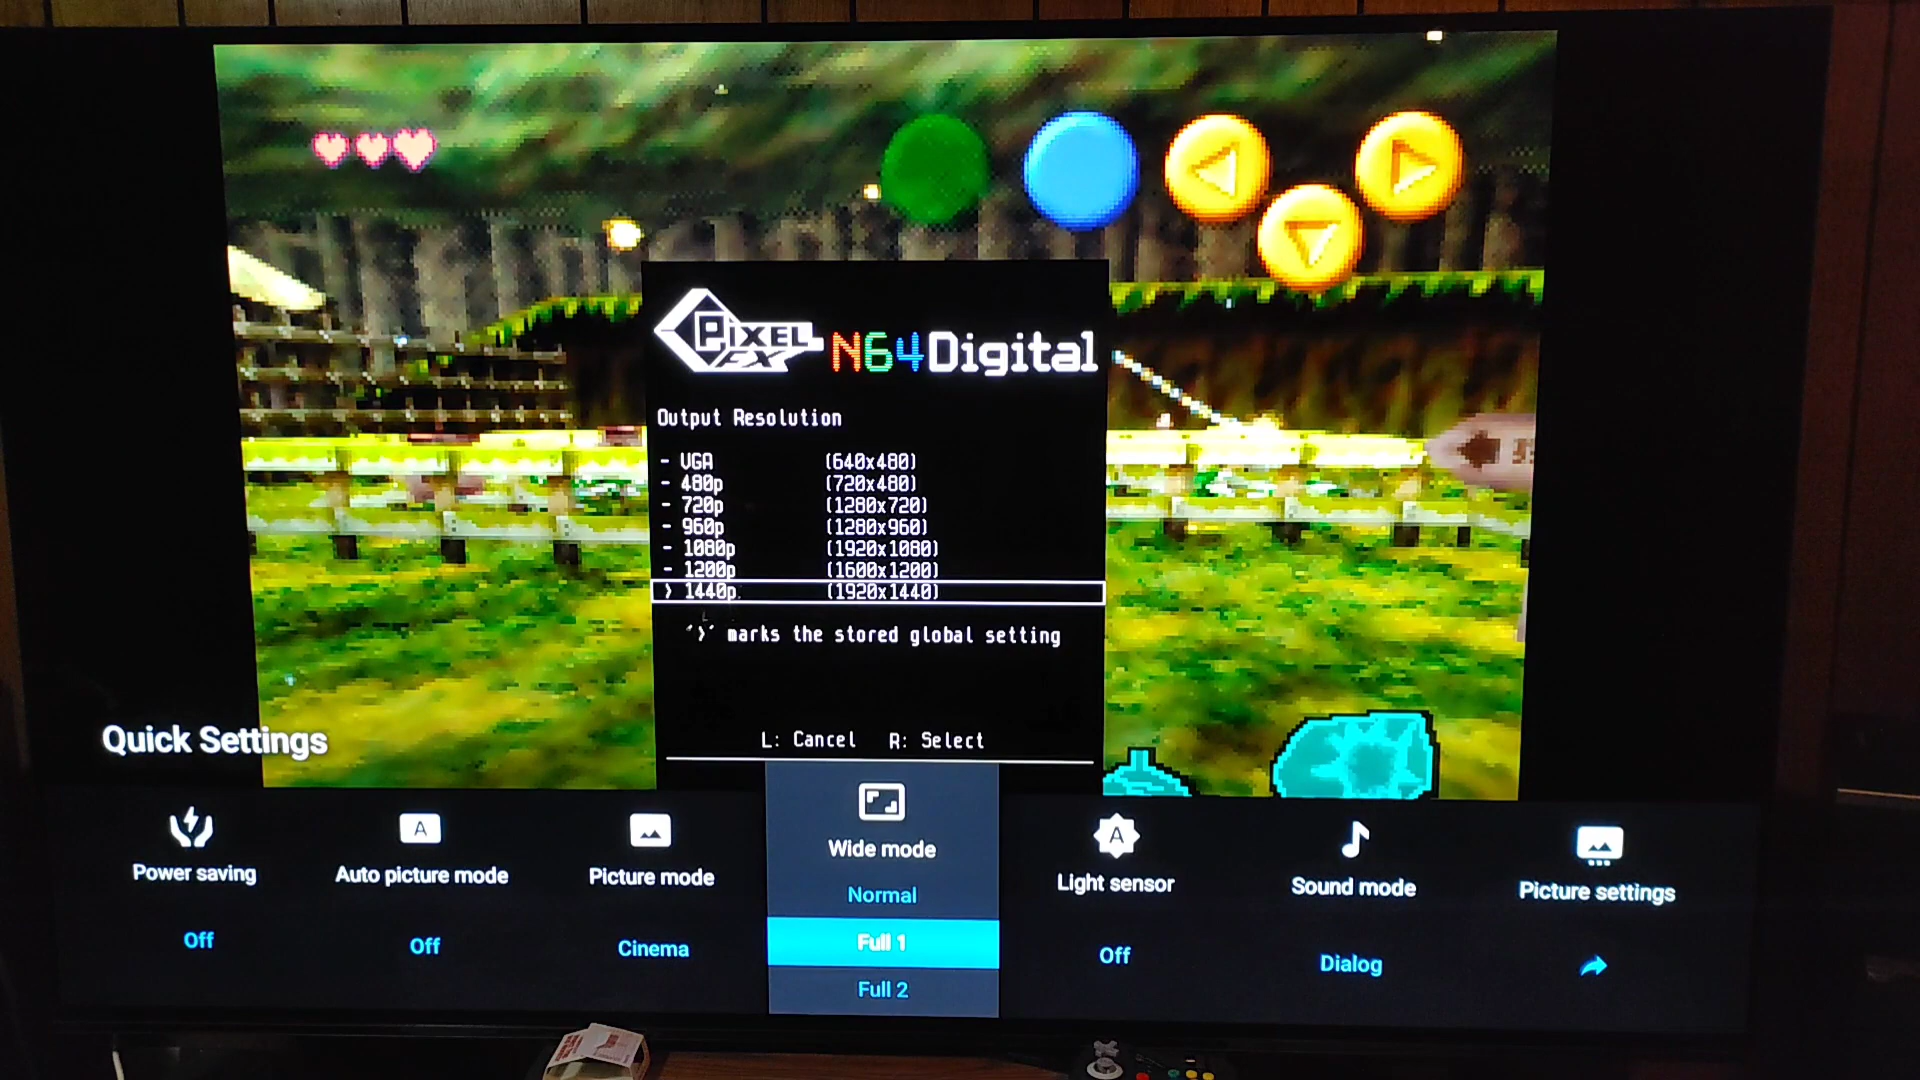 PIXEL
FX
N64Digital
Output Resolution
- VGA (640x480)
- 480p (720x480)
- 720p (1280x720)
- 960p (1280x960)
- 1080p (1920x1080)
- 1200p (1600x1200)
> 1440p (1920x1440)
'>' marks the stored global setting
L: Cancel R: Select
Quick Settings
A
A
Power saving
Auto picture mode
Picture mode
Wide mode
Light sensor
Sound mode
Picture settings
Off
Off
Cinema
Normal
Full 1
Full 2
Off
Dialog